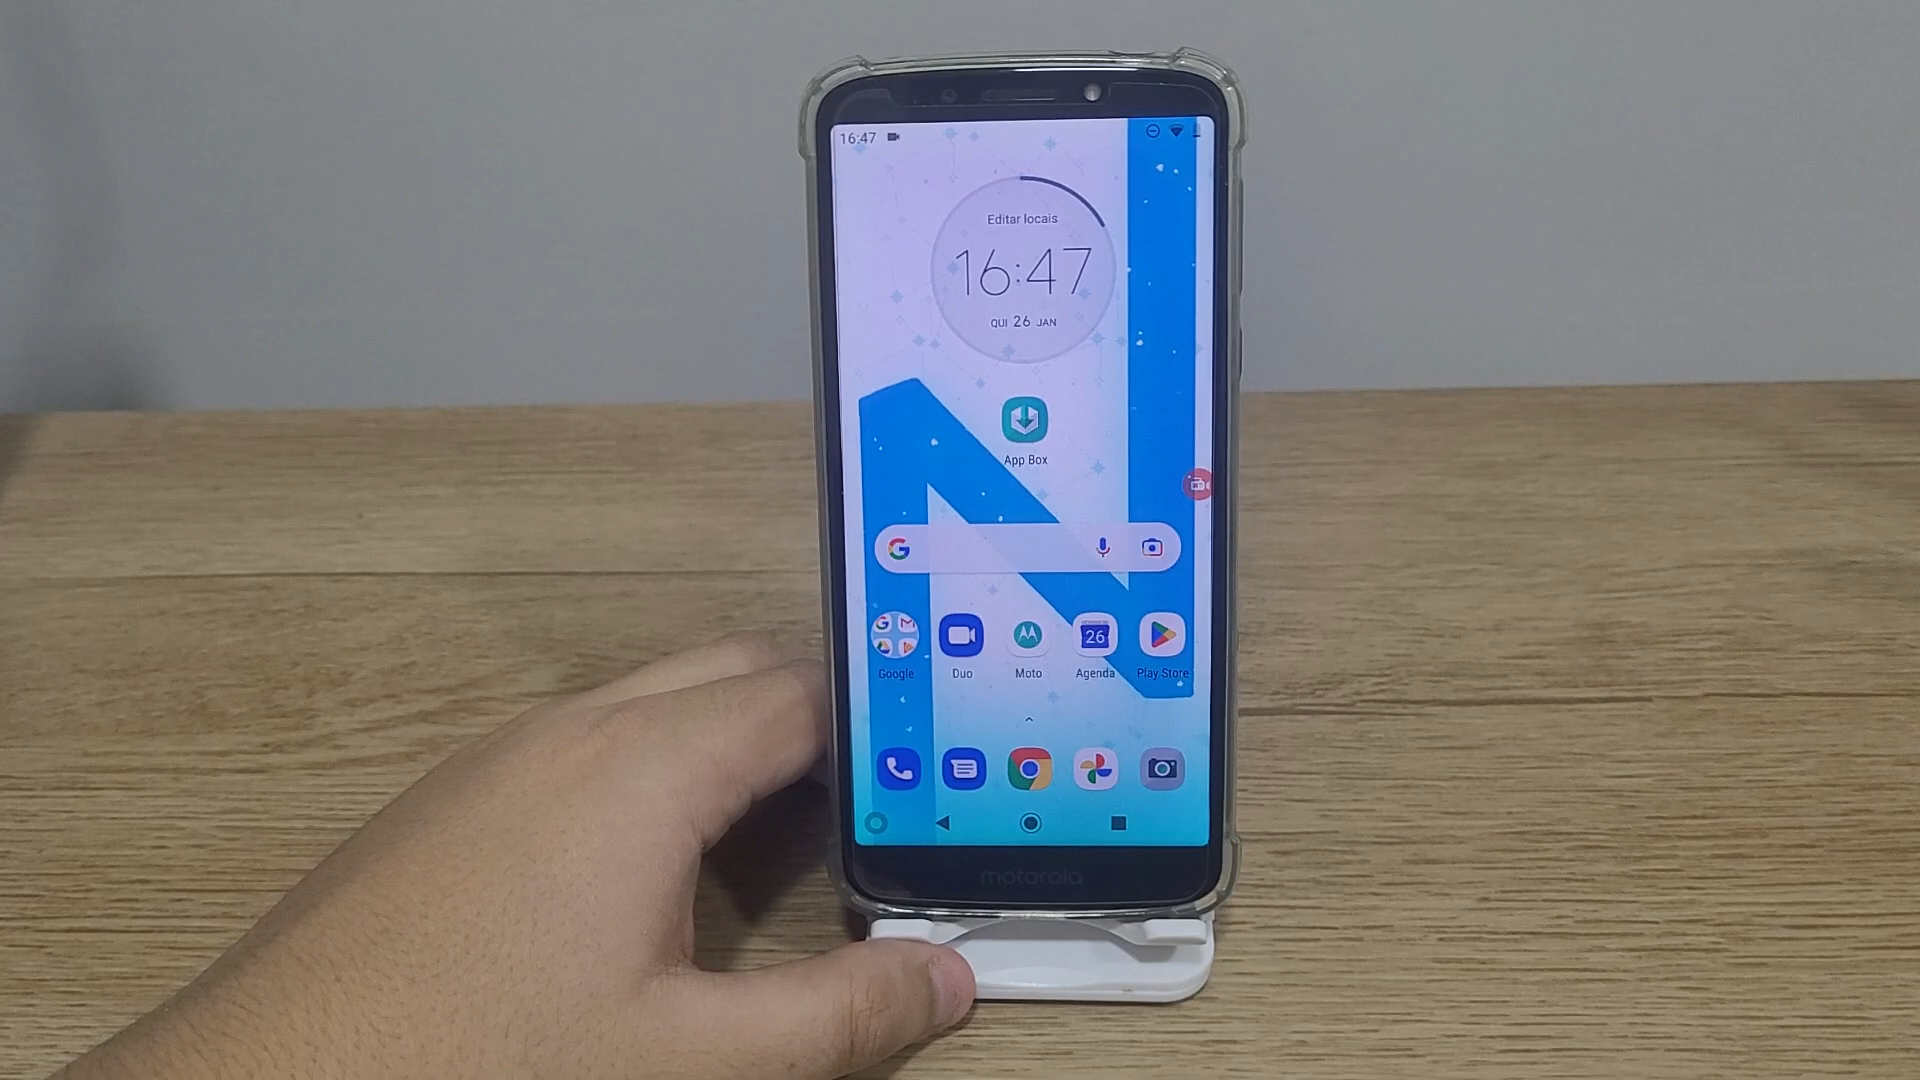 16:47
Editar locais
16:47
QUI 26 JAN
App Box
Google
Duo
Moto
26
Agenda
Play Store
motorola